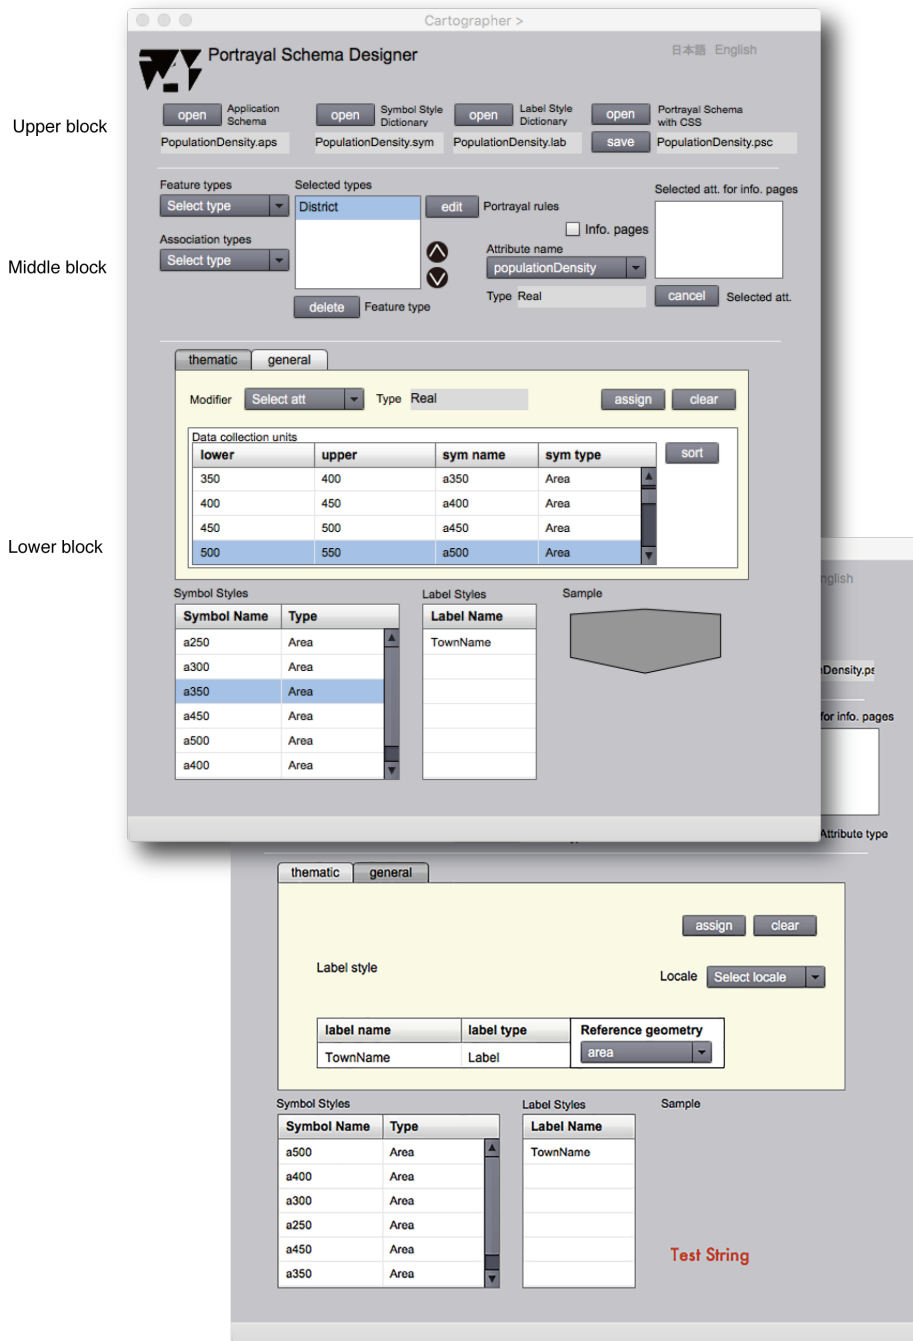 Cartographer >
Portrayal Schema Designer
日本語 English
Upper block
open Application Schema
open Symbol Style Dictionary
open Label Style Dictionary
open Portrayal Schema with CSS
PopulationDensity.aps PopulationDensity.sym PopulationDensity.lab save PopulationDensity.psc
Middle block
Feature types
Select type
Association types
Select type
Selected types
District
edit Portrayal rules
delete Feature type
Info. pages
Attribute name
populationDensity
Type Real
Selected att. for info. pages
cancel Selected att.
Lower block
thematic general
Modifier Select att Type Real assign clear
Data collection units
lower upper sym name sym type sort
350 400 a350 Area
400 450 a400 Area
450 500 a450 Area
500 550 a500 Area
Symbol Styles
Symbol Name Type
a250 Area
a300 Area
a350 Area
a450 Area
a500 Area
a400 Area
Label Styles
Label Name
TownName
Sample
nglish
eDensity.ps
for info. pages
Attribute type
thematic general
assign clear
Label style Locale Select locale
label name label type Reference geometry
TownName Label area
Symbol Styles
Symbol Name Type
a500 Area
a400 Area
a300 Area
a250 Area
a450 Area
a350 Area
Label Styles
Label Name
TownName
Sample
Test String